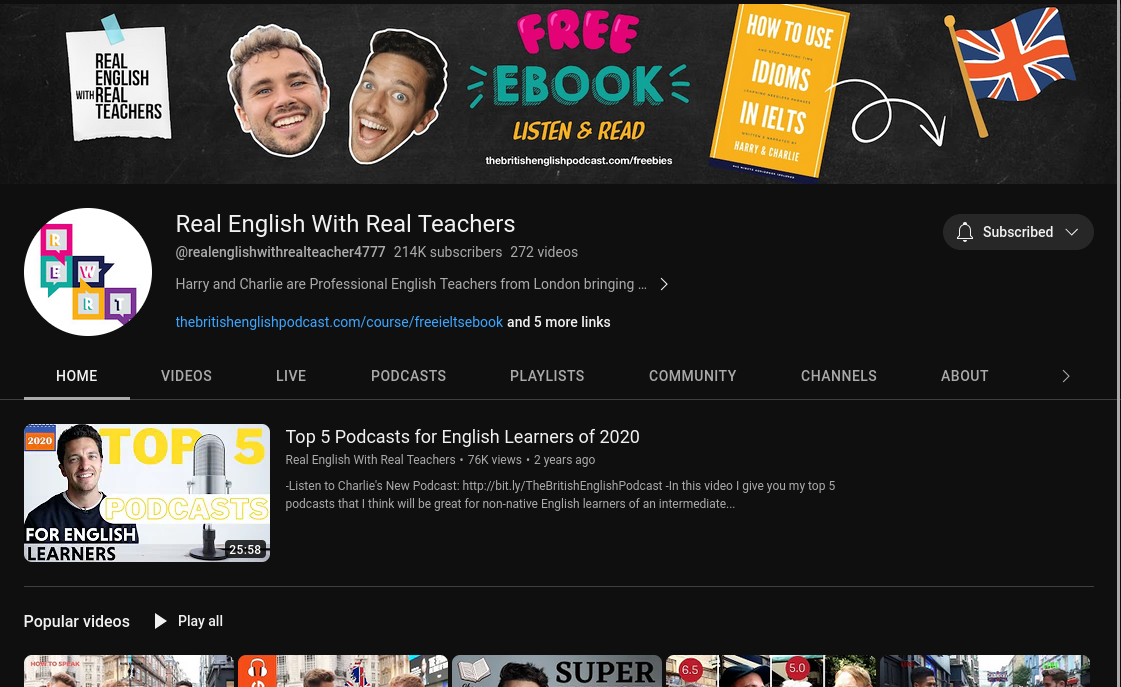 REAL
ENGLISH
WITH REAL
TEACHERS
FREE
EBOOK
LISTEN & READ
thebritishenglishpodcast.com/freebies
HOW TO USE
IDIOMS
IN IELTS
HARRY & CHARLIE
R
E W
R T
Real English With Real Teachers
@realenglishwithrealteacher4777 214K subscribers 272 videos
Harry and Charlie are Professional English Teachers from London bringing ...
thebritishenglishpodcast.com/course/freeieltsebook and 5 more links
Subscribed
HOME VIDEOS LIVE PODCASTS PLAYLISTS COMMUNITY CHANNELS ABOUT
2020
TOP 5
PODCASTS
FOR ENGLISH
LEARNERS
25:58
Top 5 Podcasts for English Learners of 2020
Real English With Real Teachers • 76K views • 2 years ago
-Listen to Charlie's New Podcast: http://bit.ly/TheBritishEnglishPodcast -In this video I give you my top 5
podcasts that I think will be great for non-native English learners of an intermediate...
Popular videos Play all
HOW TO SPEAK
SUPER
6.5
5.0